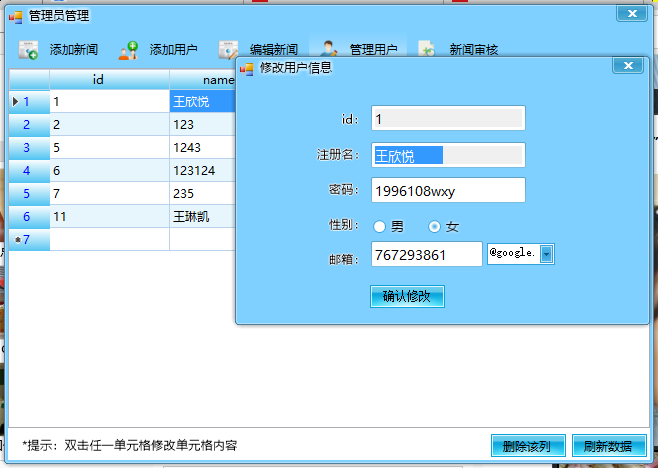 管理员管理
添加新闻 添加用户 编辑新闻 管理用户 新闻审核
id name
1 1 王欣悦
2 2 123
3 5 1243
4 6 123124
5 7 235
6 11 王琳凯
*7
修改用户信息
id： 1
注册名： 王欣悦
密码： 1996108wxy
性别： 男 女
邮箱： 767293861 @google.
确认修改
*提示：双击任一单元格修改单元格内容
删除该列 刷新数据